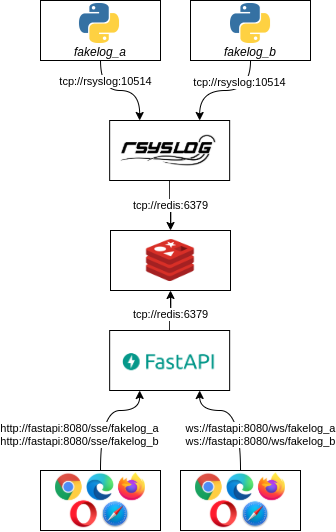 fakelog_a
fakelog_b
tcp://rsyslog:10514
tcp://rsyslog:10514
RSYSLOG
tcp://redis:6379
tcp://redis:6379
FastAPI
http://fastapi:8080/sse/fakelog_a
http://fastapi:8080/sse/fakelog_b
ws://fastapi:8080/ws/fakelog_a
ws://fastapi:8080/ws/fakelog_b